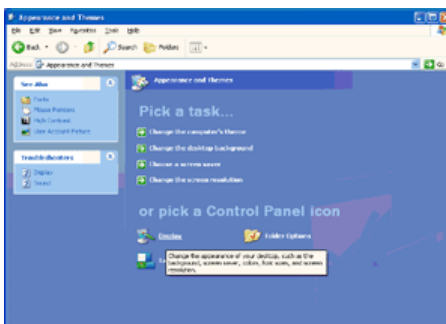 Appearance and Themes
File Edit View Favorites Tools Help
Back Search Folders
Address Appearance and Themes Go
See Also
Fonts
Mouse Pointers
High Contrast
User Account Picture
Troubleshooters
Display
Sound
Appearance and Themes
Pick a task...
Change the computer's theme
Change the desktop background
Choose a screen saver
Change the screen resolution
or pick a Control Panel icon
Display
Folder Options
Change the appearance of your desktop, such as the
background, screen saver, colors, font sizes, and screen
resolution.